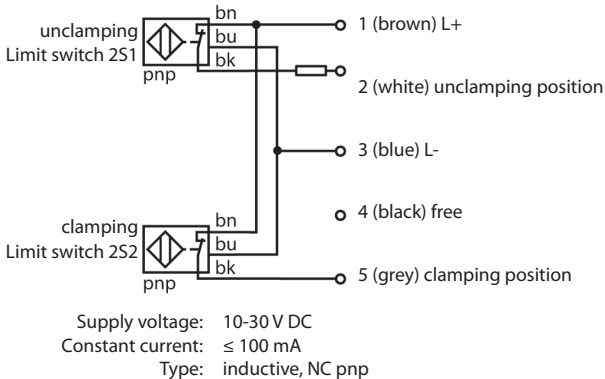 unclamping
Limit switch 2S1
pnp
bn
bu
bk
1 (brown) L+
2 (white) unclamping position
3 (blue) L-
4 (black) free
clamping
Limit switch 2S2
pnp
bn
bu
bk
5 (grey) clamping position
Supply voltage: 10-30 V DC
Constant current: ≤ 100 mA
Type: inductive, NC pnp